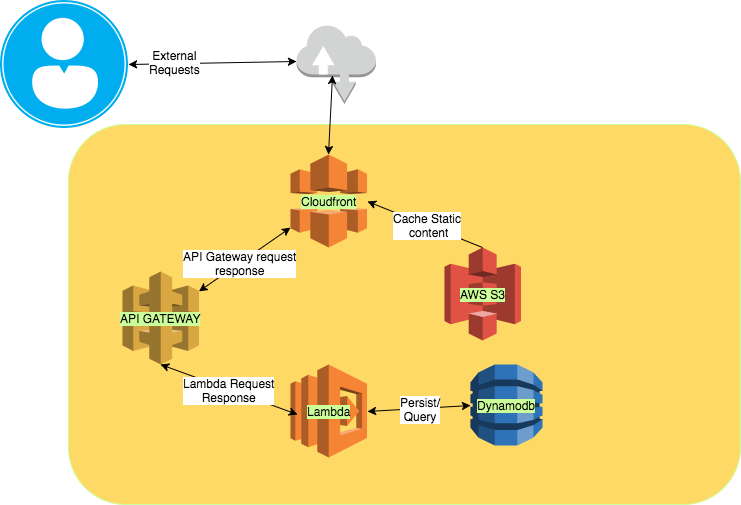 External
Requests
Cloudfront
Cache Static
content
API Gateway request
response
AWS S3
API GATEWAY
Lambda Request
Response
Lambda
Persist/
Query
Dynamodb